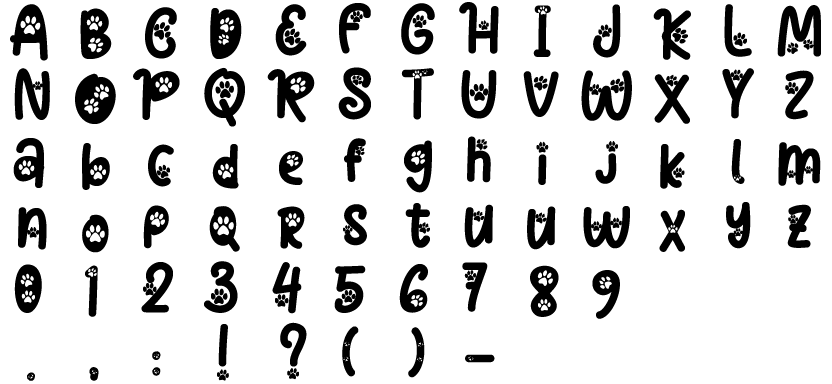 A B C D E F G H I J K L M
N O P Q R S T U V W X Y Z
a b c d e f g h i j k l m
n o p q r s t u v w x y z
0 1 2 3 4 5 6 7 8 9
. , : ! ? ( ) -